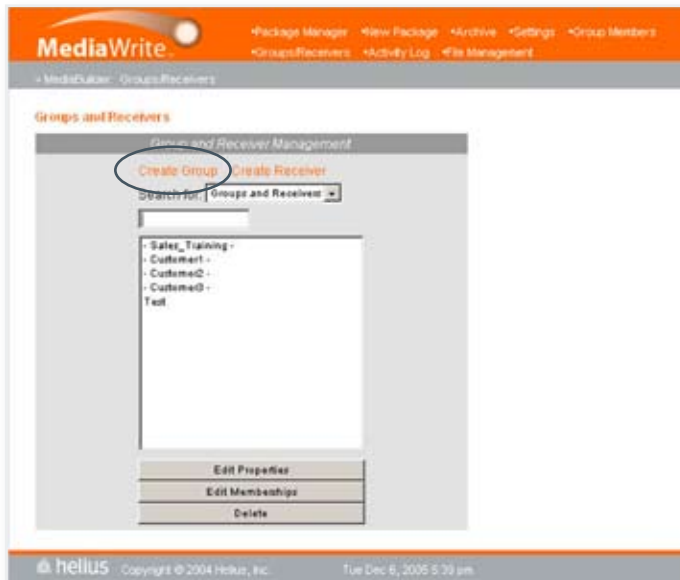 MediaWrite
•Package Manager •New Package •Archive •Settings •Group Members
•Groups/Receivers •Activity Log •File Management
» MediaBuilder: Groups/Receivers
Groups and Receivers
Group and Receiver Management
Create Group Create Receiver
Search for: Groups and Receivers
- Sales_Training -
- Customer1 -
- Customer2 -
- Customer3 -
Test
Edit Properties
Edit Memberships
Delete
helius Copyright © 2004 Helius, Inc. Tue Dec 6, 2005 5:39 pm